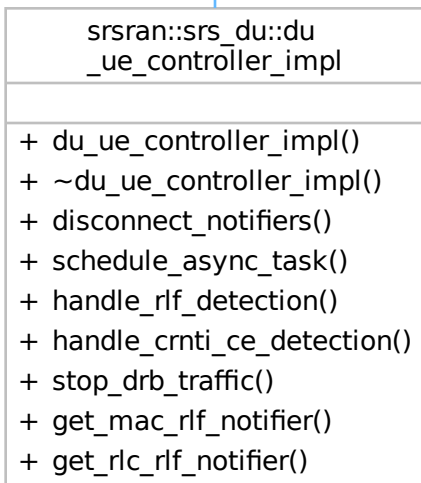 srsran::srs_du::du
_ue_controller_impl
+ du_ue_controller_impl()
+ ~du_ue_controller_impl()
+ disconnect_notifiers()
+ schedule_async_task()
+ handle_rlf_detection()
+ handle_crnti_ce_detection()
+ stop_drb_traffic()
+ get_mac_rlf_notifier()
+ get_rlc_rlf_notifier()